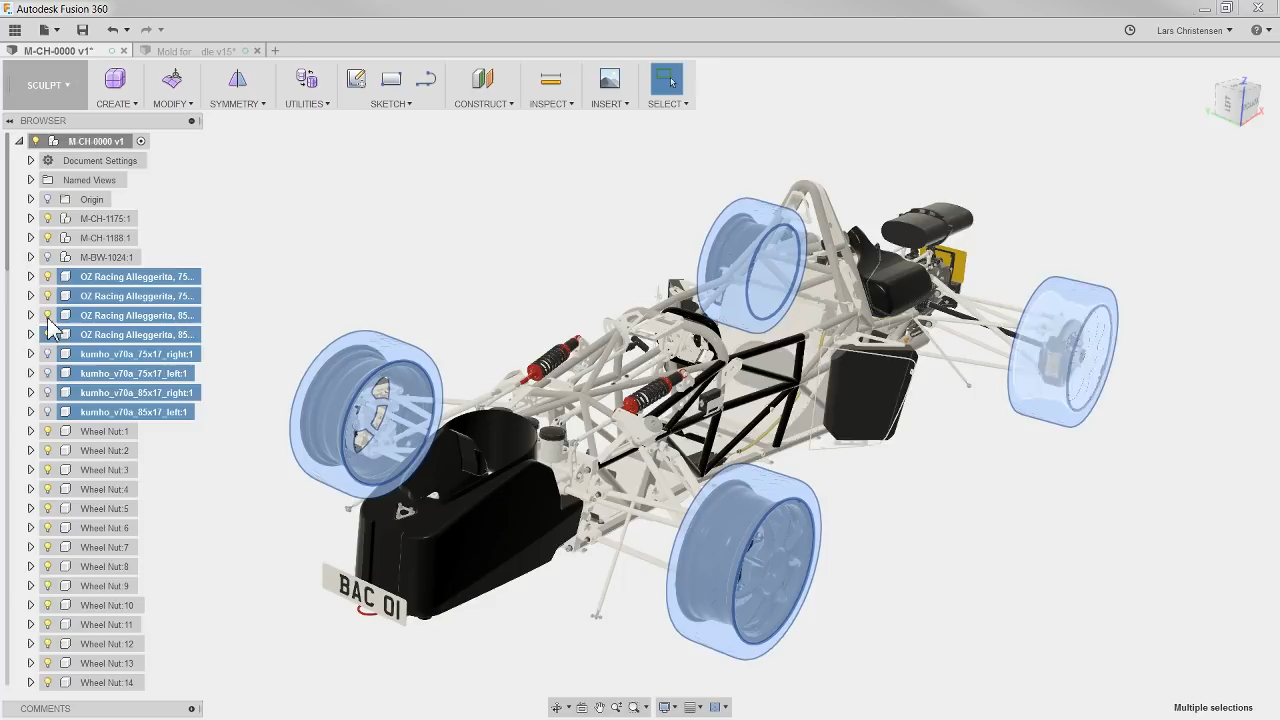 Autodesk Fusion 360
Lars Christensen
M-CH-0000 v1*
Mold for dle v15*
SCULPT
CREATE
MODIFY
SYMMETRY
UTILITIES
SKETCH
CONSTRUCT
INSPECT
INSERT
SELECT
Z
BROWSER
M-CH-0000 v1
Document Settings
Named Views
Origin
M-CH-1175:1
M-CH-1188:1
M-BW-1024:1
OZ Racing Alleggerita, 75...
OZ Racing Alleggerita, 75...
OZ Racing Alleggerita, 85...
OZ Racing Alleggerita, 85...
kumho_v70a_75x17_right:1
kumho_v70a_75x17_left:1
kumho_v70a_85x17_right:1
kumho_v70a_85x17_left:1
Wheel Nut:1
Wheel Nut:2
Wheel Nut:3
Wheel Nut:4
Wheel Nut:5
Wheel Nut:6
Wheel Nut:7
Wheel Nut:8
Wheel Nut:9
Wheel Nut:10
Wheel Nut:11
Wheel Nut:12
Wheel Nut:13
Wheel Nut:14
BAC 01
COMMENTS
Multiple selections